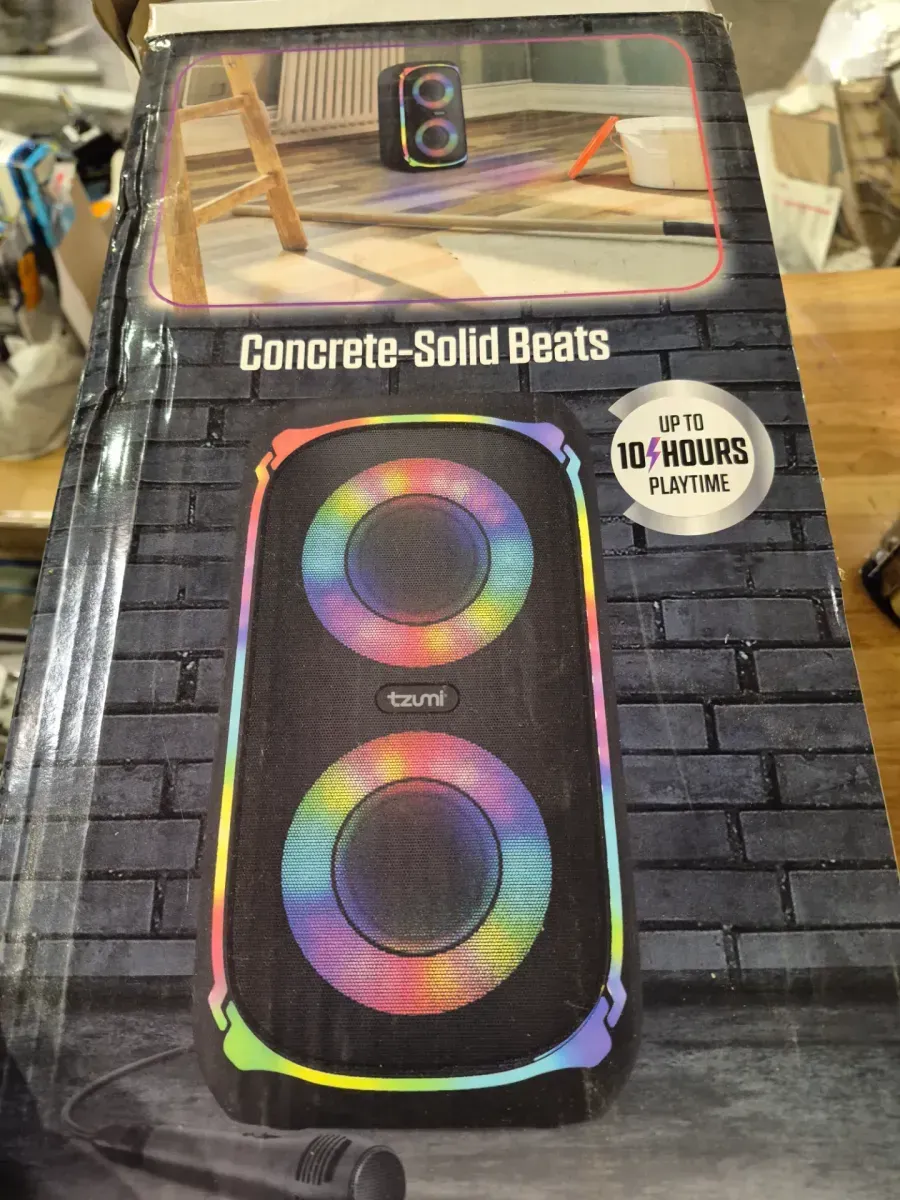 Concrete-Solid Beats
UP TO
10 HOURS
PLAYTIME
tzumi